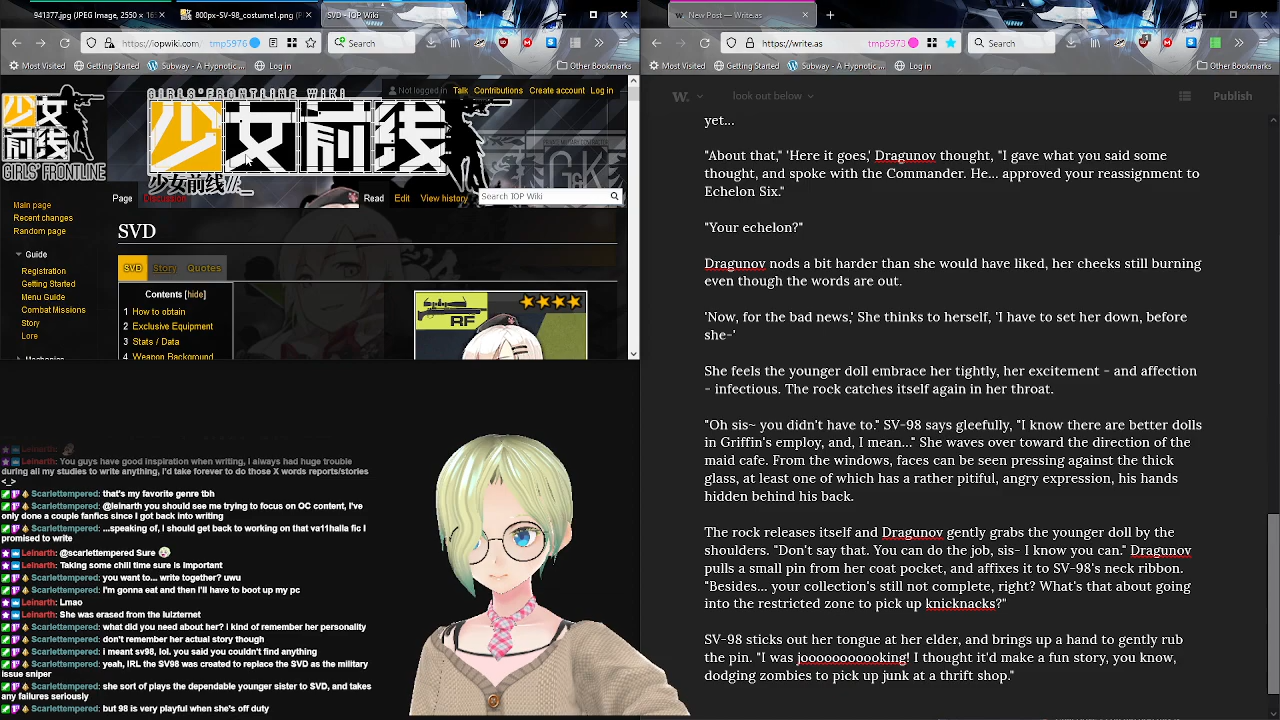 941377.jpg (JPEG Image, 2550 × 16
800px-SV-98_costume1.png (P
SVD - IOP Wiki
https://iopwiki.com
tmp5976
Search
Most Visited
Getting Started
Subway - A Hypnotic ...
Log in
Other Bookmarks
GIRLS'FRONTLINE WIKI
少女前线
少女前线
GIRLS' FRONTLINE
少女前线//:_
G&K
Not logged in
Talk
Contributions
Create account
Log in
Page
Discussion
Read
Edit
View history
Search IOP Wiki
Main page
Recent changes
Random page
Guide
Registration
Getting Started
Menu Guide
Combat Missions
Story
Lore
Mechanics
SVD
SVD
Story
Quotes
Contents [hide]
1 How to obtain
2 Exclusive Equipment
3 Stats / Data
4 Weapon Background
RF
Leinarth:
Leinarth: You guys have good inspiration when writing, I always had huge trouble
during all my studies to write anything, I'd take forever to do those X words reports/stories
<_>
Scarlettempered: that's my favorite genre tbh
Scarlettempered: @leinarth you should see me trying to focus on OC content, I've
only done a couple fanfics since I got back into writing
Scarlettempered: ...speaking of, I should get back to working on that va11halla fic I
promised to write
Leinarth: @scarlettempered Sure
Leinarth: Taking some chill time sure is important
Scarlettempered: you want to... write together? uwu
Scarlettempered: I'm gonna eat and then I'll have to boot up my pc
Leinarth: Lmao
Leinarth: She was erased from the lulzternet
Scarlettempered: what did you need about her? i kind of remember her personality
Scarlettempered: don't remember her actual story though
Scarlettempered: i meant sv98, lol. you said you couldn't find anything
Scarlettempered: yeah, IRL the SV98 was created to replace the SVD as the military
issue sniper
Scarlettempered: she sort of plays the dependable younger sister to SVD, and takes
any failures seriously
Scarlettempered: but 98 is very playful when she's off duty
New Post — Write.as
https://write.as
tmp5973
Search
Most Visited
Getting Started
Subway - A Hypnotic ...
Log in
Other Bookmarks
w.
look out below
Publish
yet...
"About that," 'Here it goes,' Dragunov thought, "I gave what you said some
thought, and spoke with the Commander. He... approved your reassignment to
Echelon Six."
"Your echelon?"
Dragunov nods a bit harder than she would have liked, her cheeks still burning
even though the words are out.
'Now, for the bad news,' She thinks to herself, 'I have to set her down, before
she-'
She feels the younger doll embrace her tightly, her excitement - and affection
- infectious. The rock catches itself again in her throat.
"Oh sis~ you didn't have to." SV-98 says gleefully, "I know there are better dolls
in Griffin's employ, and, I mean..." She waves over toward the direction of the
maid cafe. From the windows, faces can be seen pressing against the thick
glass, at least one of which has a rather pitiful, angry expression, his hands
hidden behind his back.
The rock releases itself and Dragunov gently grabs the younger doll by the
shoulders. "Don't say that. You can do the job, sis- I know you can." Dragunov
pulls a small pin from her coat pocket, and affixes it to SV-98's neck ribbon.
"Besides... your collection's still not complete, right? What's that about going
into the restricted zone to pick up knicknacks?"
SV-98 sticks out her tongue at her elder, and brings up a hand to gently rub
the pin. "I was joooooooooking! I thought it'd make a fun story, you know,
dodging zombies to pick up junk at a thrift shop."